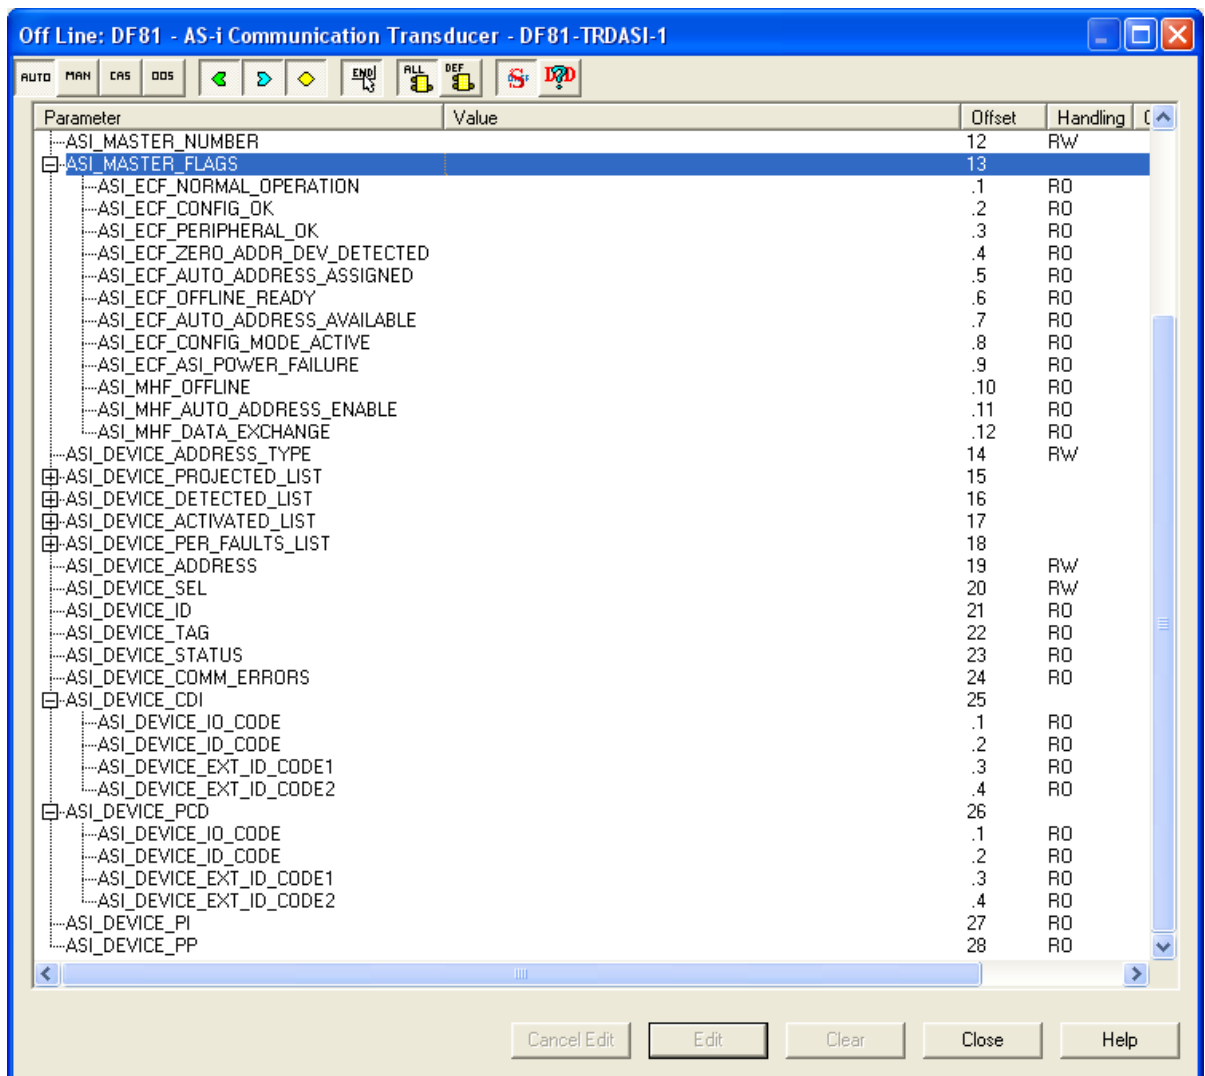 Off Line: DF81 - AS-i Communication Transducer - DF81-TRDASI-1
AUTO MAN CAS OOS END ALL DEF S D?D
Parameter Value Offset Handling
ASI_MASTER_NUMBER 12 RW
ASI_MASTER_FLAGS 13
ASI_ECF_NORMAL_OPERATION .1 RO
ASI_ECF_CONFIG_OK .2 RO
ASI_ECF_PERIPHERAL_OK .3 RO
ASI_ECF_ZERO_ADDR_DEV_DETECTED .4 RO
ASI_ECF_AUTO_ADDRESS_ASSIGNED .5 RO
ASI_ECF_OFFLINE_READY .6 RO
ASI_ECF_AUTO_ADDRESS_AVAILABLE .7 RO
ASI_ECF_CONFIG_MODE_ACTIVE .8 RO
ASI_ECF_ASI_POWER_FAILURE .9 RO
ASI_MHF_OFFLINE .10 RO
ASI_MHF_AUTO_ADDRESS_ENABLE .11 RO
ASI_MHF_DATA_EXCHANGE .12 RO
ASI_DEVICE_ADDRESS_TYPE 14 RW
ASI_DEVICE_PROJECTED_LIST 15
ASI_DEVICE_DETECTED_LIST 16
ASI_DEVICE_ACTIVATED_LIST 17
ASI_DEVICE_PER_FAULTS_LIST 18
ASI_DEVICE_ADDRESS 19 RW
ASI_DEVICE_SEL 20 RW
ASI_DEVICE_ID 21 RO
ASI_DEVICE_TAG 22 RO
ASI_DEVICE_STATUS 23 RO
ASI_DEVICE_COMM_ERRORS 24 RO
ASI_DEVICE_CDI 25
ASI_DEVICE_IO_CODE .1 RO
ASI_DEVICE_ID_CODE .2 RO
ASI_DEVICE_EXT_ID_CODE1 .3 RO
ASI_DEVICE_EXT_ID_CODE2 .4 RO
ASI_DEVICE_PCD 26
ASI_DEVICE_IO_CODE .1 RO
ASI_DEVICE_ID_CODE .2 RO
ASI_DEVICE_EXT_ID_CODE1 .3 RO
ASI_DEVICE_EXT_ID_CODE2 .4 RO
ASI_DEVICE_PI 27 RO
ASI_DEVICE_PP 28 RO
Cancel Edit Edit Clear Close Help